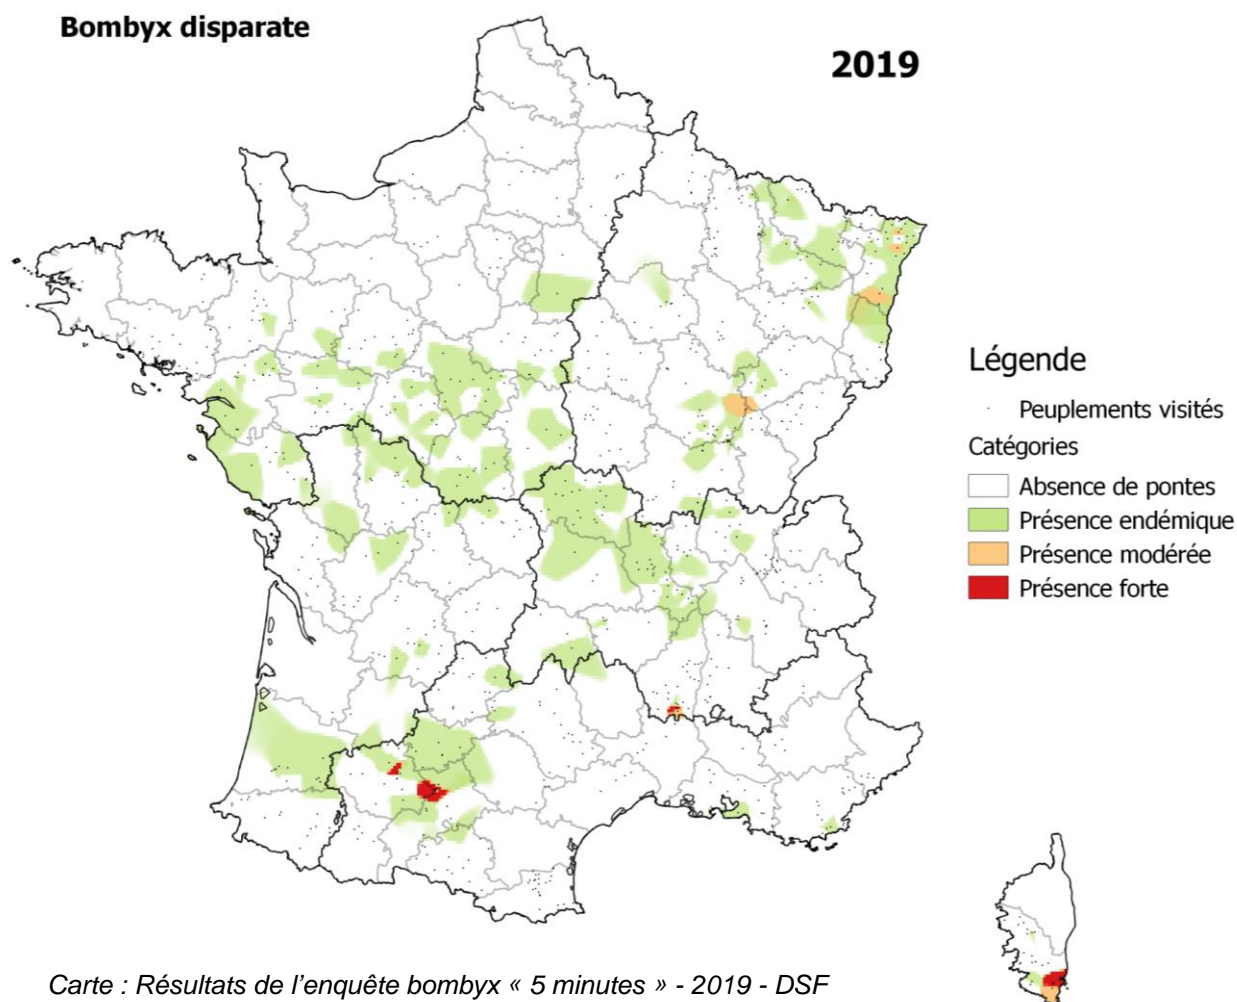 Bombyx disparate
2019
Légende
Peuplements visités
Catégories
Absence de pontes
Présence endémique
Présence modérée
Présence forte
Carte : Résultats de l’enquête bombyx « 5 minutes » - 2019 - DSF